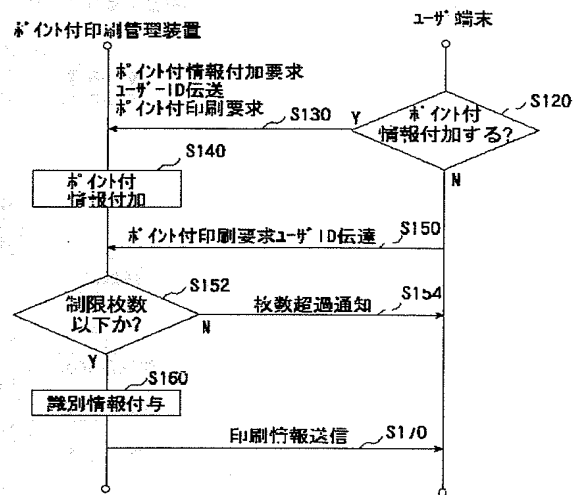 ポイント付印刷管理装置
ユーザ端末
ポイント付情報付加要求
ユーザーID伝送
ポイント付印刷要求
S130
Y
ポイント付
情報付加する?
S120
N
S140
ポイント付
情報付加
ポイント付印刷要求ユーザID伝達
S150
制限枚数
以下か?
S152
N
枚数超過通知
S154
Y
S160
識別情報付与
印刷情報送信
S170